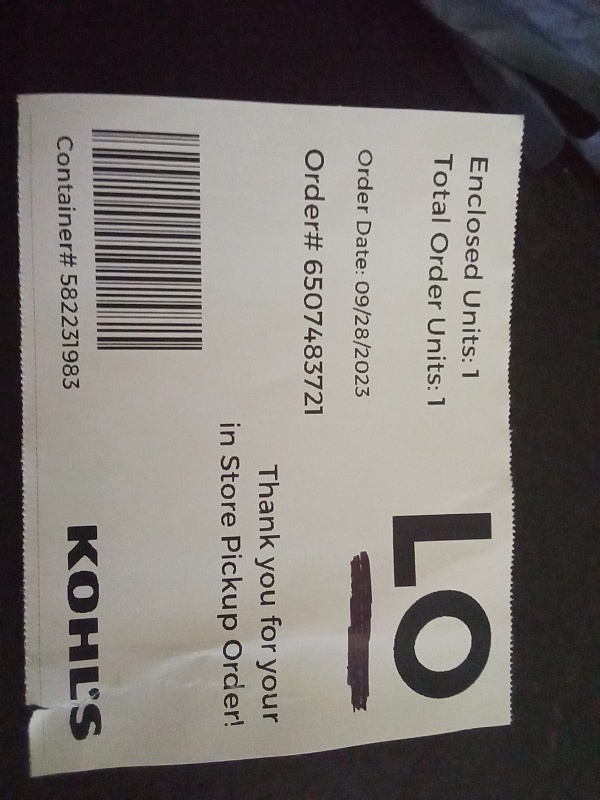 Enclosed Units: 1
Total Order Units: 1
LO
Order Date: 09/28/2023
Order# 6507483721
Thank you for your
in Store Pickup Order!
Container# 582231983
KOHL'S